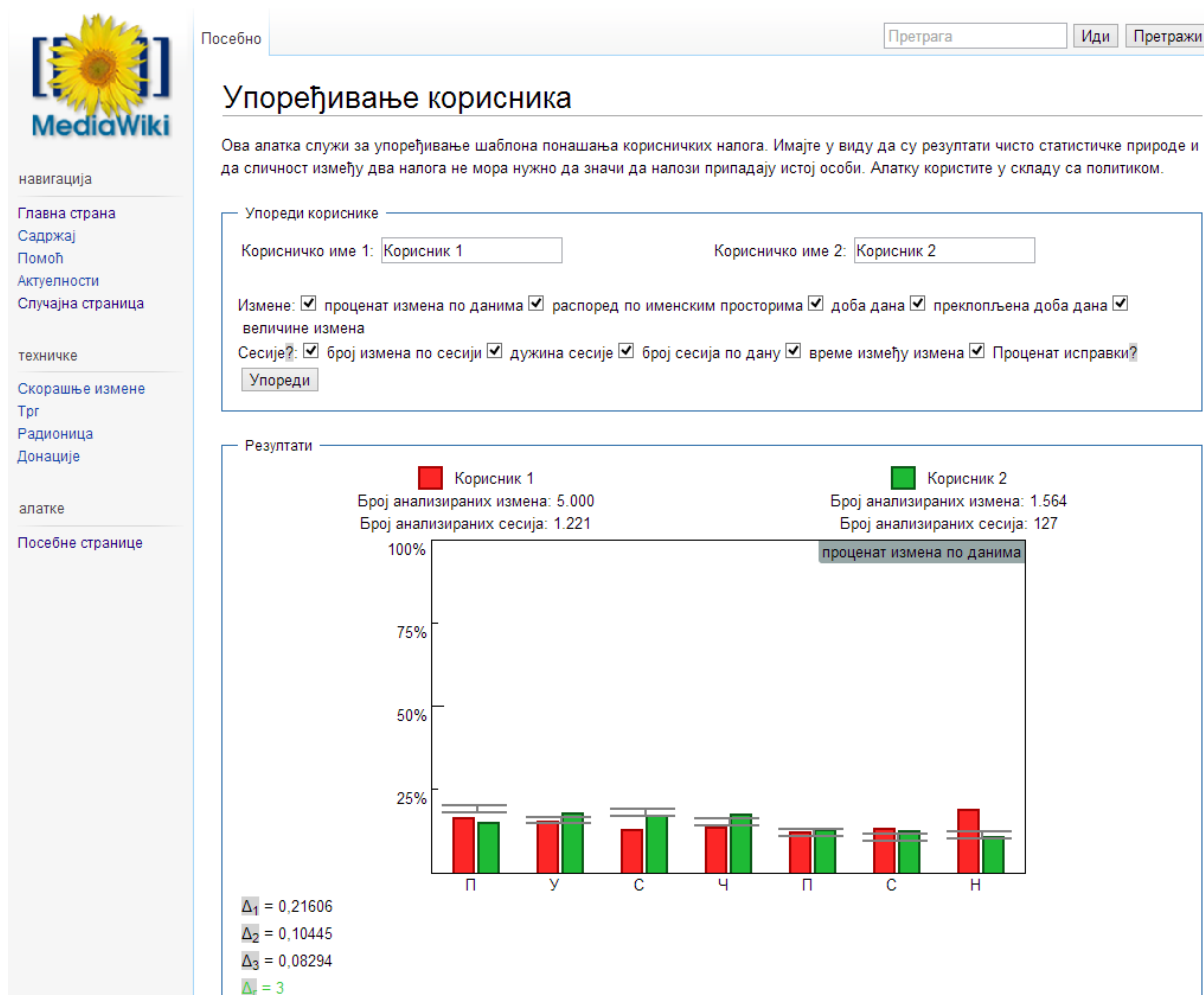 MediaWiki
навигација
Главна страна
Садржај
Помоћ
Актуелности
Случајна страница
техничке
Скорашње измене
Трг
Радионица
Донације
алатке
Посебне странице
Посебно
Претрага
Иди
Претражи
Упоређивање корисника
Ова алатка служи за упоређивање шаблона понашања корисничких налога. Имајте у виду да су резултати чисто статистичке природе и
да сличност између два налога не мора нужно да значи да налози припадају истој особи. Алатку користите у складу са политиком.
Упореди кориснике
Корисничко име 1: Корисник 1
Корисничко име 2: Корисник 2
Измене: проценат измена по данима распоред по именским просторима доба дана преклопљена доба дана
величине измена
Сесије?: број измена по сесији дужина сесије број сесија по дану време између измена Проценат исправки?
Упореди
Резултати
Корисник 1
Број анализираних измена: 5.000
Број анализираних сесија: 1.221
Корисник 2
Број анализираних измена: 1.564
Број анализираних сесија: 127
проценат измена по данима
100%
75%
50%
25%
П У С Ч П С Н
Δ1 = 0,21606
Δ2 = 0,10445
Δ3 = 0,08294
Δr = 3